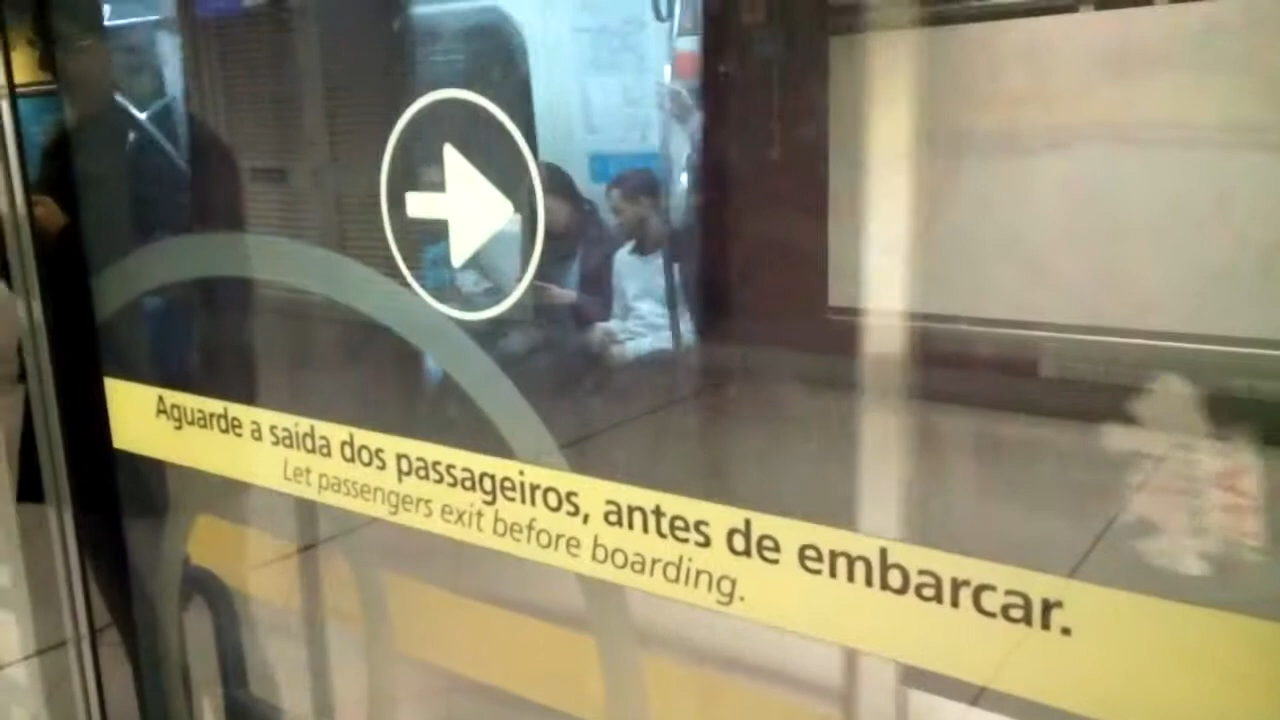 Aguarde a saída dos passageiros, antes de embarcar.
Let passengers exit before boarding.